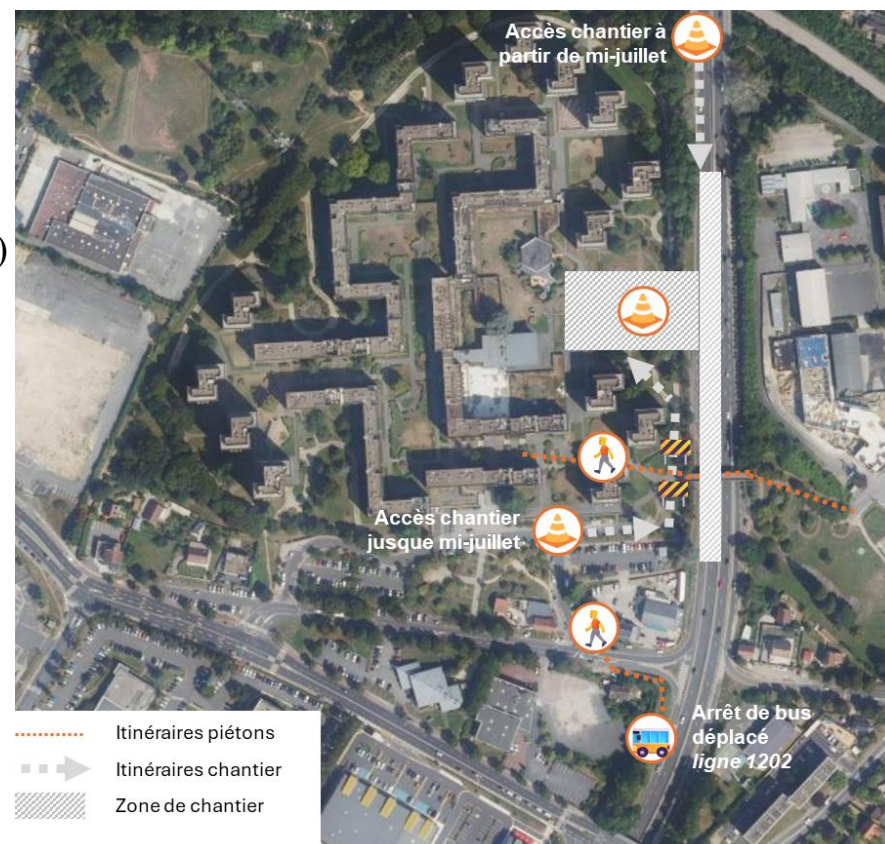 Accès chantier à
partir de mi-juillet
)
Accès chantier
jusque mi-juillet
Arrêt de bus
déplacé
ligne 1202
Itinéraires piétons
Itinéraires chantier
Zone de chantier